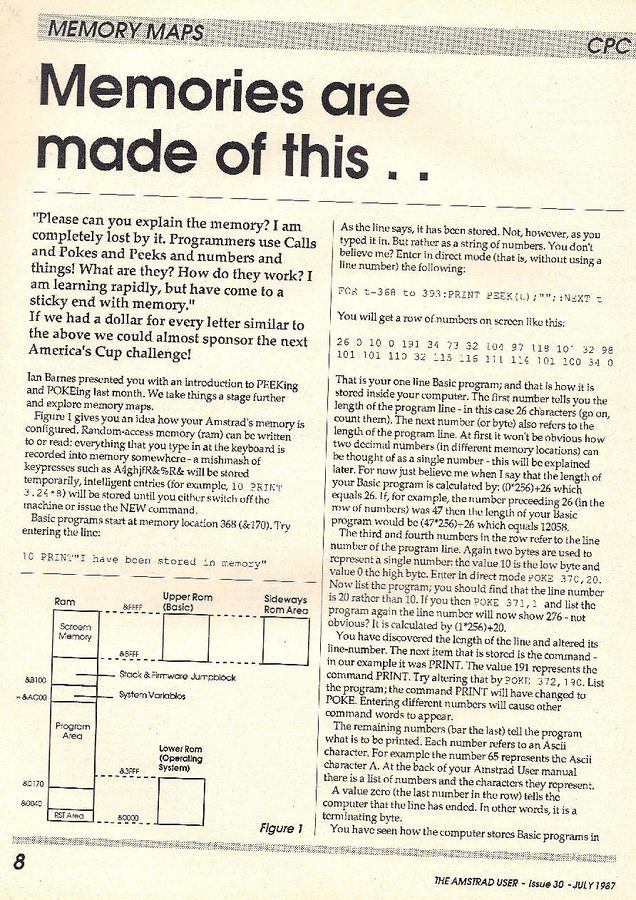 MEMORY MAPS
CPC
Memories are
made of this . .
"Please can you explain the memory? I am
completely lost by it. Programmers use Calls
and Pokes and Peeks and numbers and
things! What are they? How do they work? I
am learning rapidly, but have come to a
sticky end with memory."
If we had a dollar for every letter similar to
the above we could almost sponsor the next
America's Cup challenge!
Ian Barnes presented you with an introduction to PEEKing
and POKEing last month. We take things a stage further
and explore memory maps.
Figure 1 gives you an idea how your Amstrad's memory is
configured. Random-access memory (ram) can be written
to or read: everything that you type in at the keyboard is
recorded into memory somewhere - a mishmash of
keypresses such as A4ghjfR&%R& will be stored
temporarily, intelligent entries (for example, 10 PRINT
3.24*8) will be stored until you either switch off the
machine or issue the NEW command.
Basic programs start at memory location 368 (&170). Try
entering the line:
10 PRINT"I have been stored in memory"
Ram
Upper Rom
(Basic)
Sideways
Rom Area
&FFFF
Screem
Memory
&BFFF
&B100
Stack & Firmware Jumpblock
&AC00
System Variables
Program
Area
Lower Rom
(Operating
System)
&3FFF
&0170
&0040
RST Area
&0000
Figure 1
As the line says, it has been stored. Not, however, as you
typed it in. But rather as a string of numbers. You don't
believe me? Enter in direct mode (that is, without using a
line number) the following:
FOR t=368 to 393:PRINT PEEK(t);"";:NEXT t
You will get a row of numbers on screen like this:
26 0 10 0 191 34 73 32 104 97 118 101 32 98
101 101 110 32 115 116 111 114 101 100 34 0
That is your one line Basic program; and that is how it is
stored inside your computer. The first number tells you the
length of the program line - in this case 26 characters (go on,
count them). The next number (or byte) also refers to the
length of the program line. At first it won't be obvious how
two decimal numbers (in different memory locations) can
be thought of as a single number - this will be explained
later. For now just believe me when I say that the length of
your Basic program is calculated by: (0*256)+26 which
equals 26. If, for example, the number preceeding 26 (in the
row of numbers) was 47 then the length of your Basic
program would be (47*256)+26 which equals 12058.
The third and fourth numbers in the row refer to the line
number of the program line. Again two bytes are used to
represent a single number: the value 10 is the low byte and
value 0 the high byte. Enter in direct mode POKE 370,20.
Now list the program; you should find that the line number
is 20 rather than 10. If you then POKE 371,1 and list the
program again the line number will now show 276 - not
obvious? It is calculated by (1*256)+20.
You have discovered the length of the line and altered its
line-number. The next item that is stored is the command -
in our example it was PRINT. The value 191 represents the
command PRINT. Try altering that by POKE 372,190. List
the program; the command PRINT will have changed to
POKE. Entering different numbers will cause other
command words to appear.
The remaining numbers (bar the last) tell the program
what is to be printed. Each number refers to an Ascii
character. For example the number 65 represents the Ascii
character A. At the back of your Amstrad User manual
there is a list of numbers and the characters they represent.
A value zero (the last number in the row) tells the
computer that the line has ended. In other words, it is a
terminating byte.
You have seen how the computer stores Basic programs in
8
THE AMSTRAD USER - Issue 30 - JULY 1987